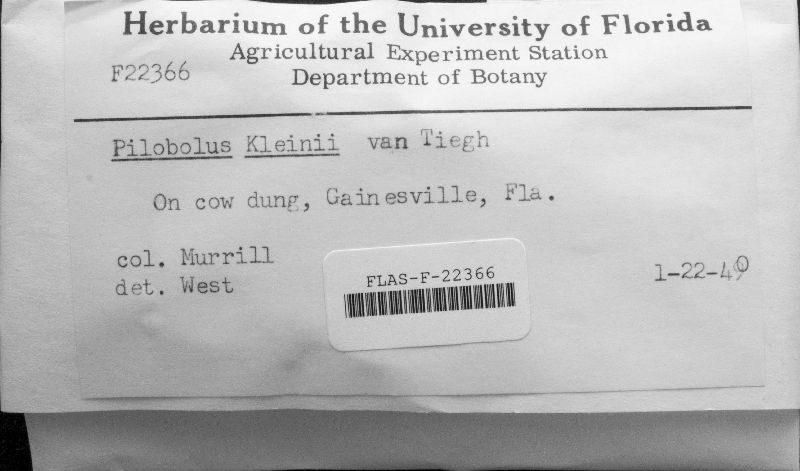 Herbarium of the University of Florida
Agricultural Experiment Station
F22366
Department of Botany
Pilobolus Kleinii van Tiegh
On cow dung, Gainesville, Fla.
col. Murrill
det. West
FLAS-F-22366